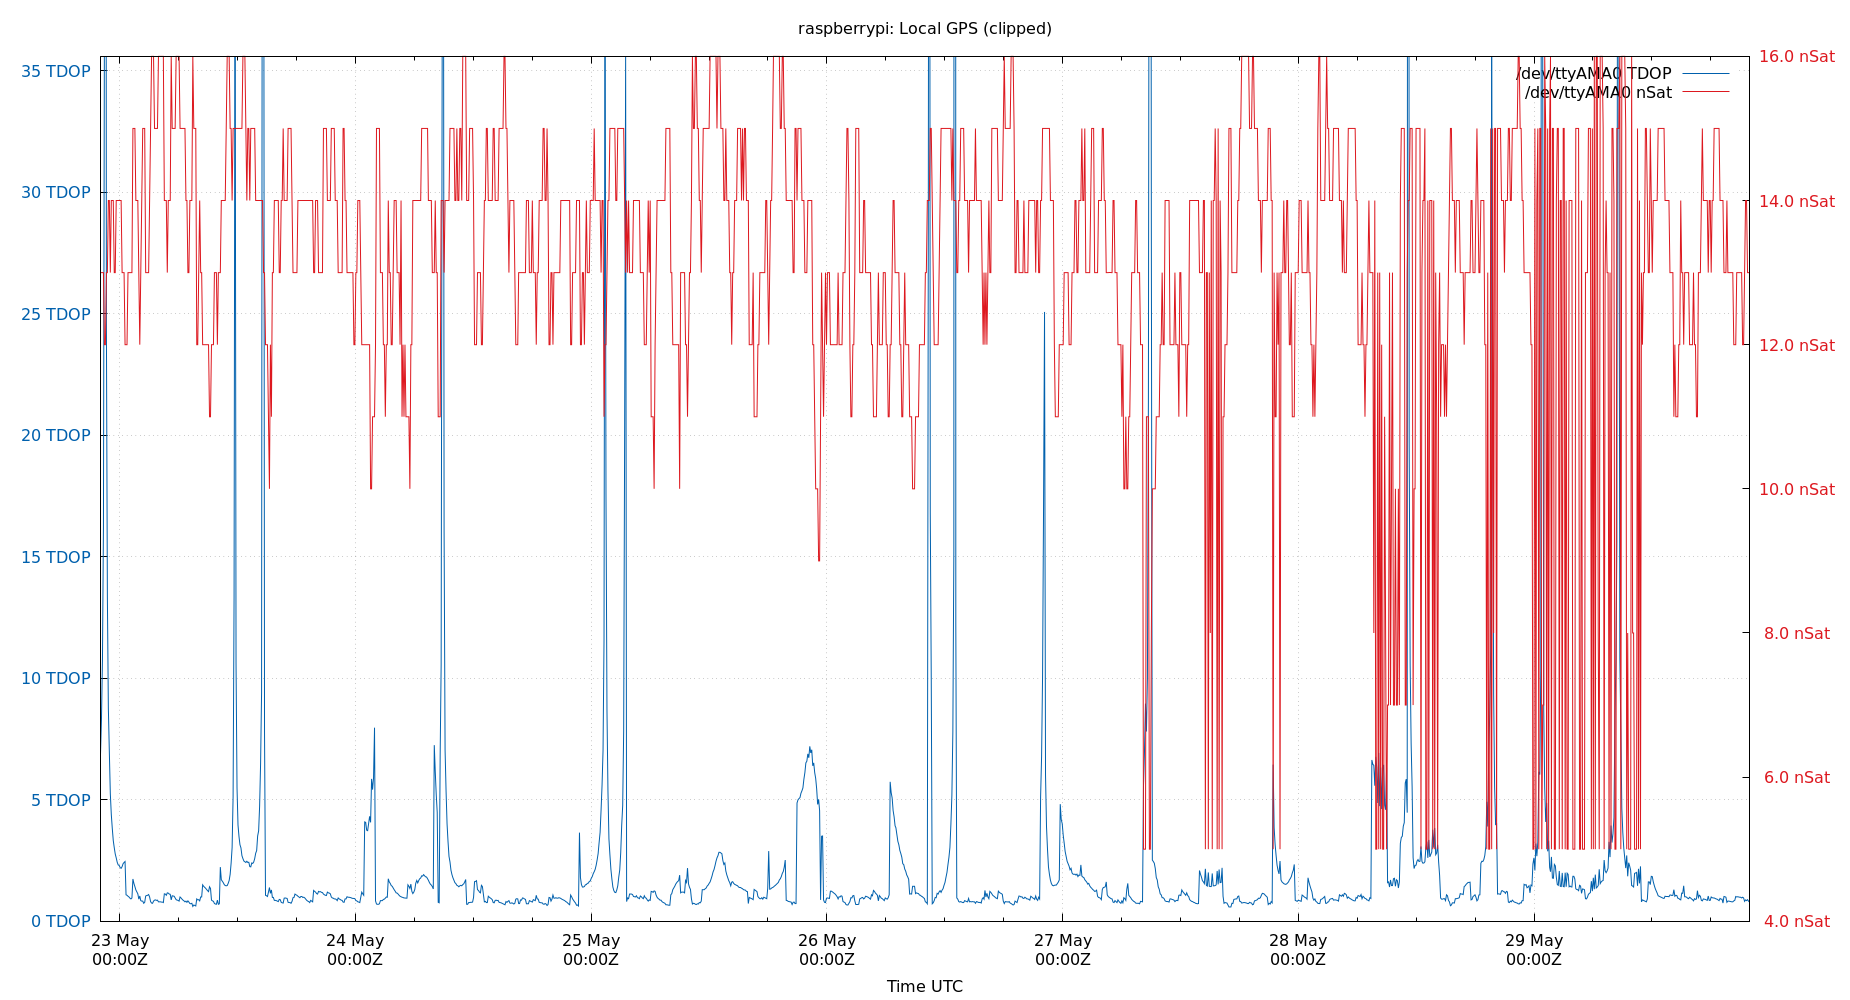 raspberrypi: Local GPS (clipped)
35 TDOP
30 TDOP
25 TDOP
20 TDOP
15 TDOP
10 TDOP
5 TDOP
0 TDOP
16.0 nSat
14.0 nSat
12.0 nSat
10.0 nSat
8.0 nSat
6.0 nSat
4.0 nSat
/dev/ttyAMA0 TDOP
/dev/ttyAMA0 nSat
23 May
00:00Z
24 May
00:00Z
25 May
00:00Z
26 May
00:00Z
27 May
00:00Z
28 May
00:00Z
29 May
00:00Z
Time UTC